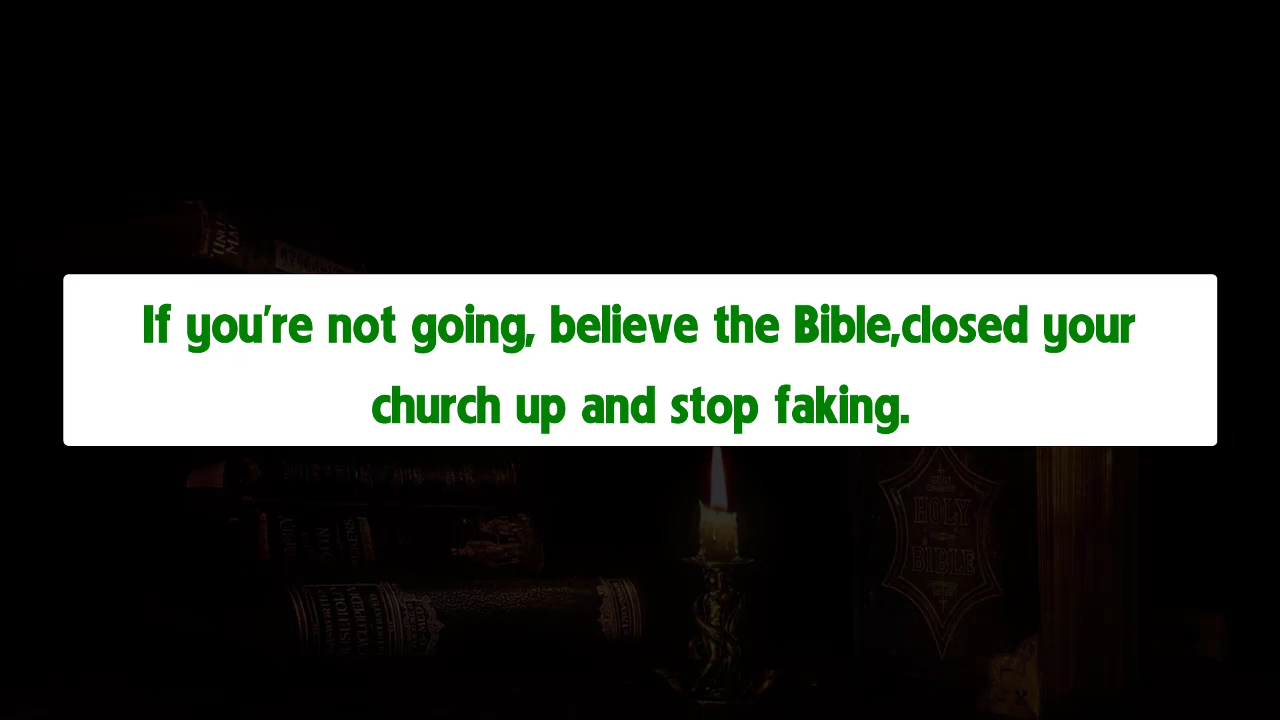 If you're not going, believe the Bible,closed your
church up and stop faking.
HOLY
BIBLE